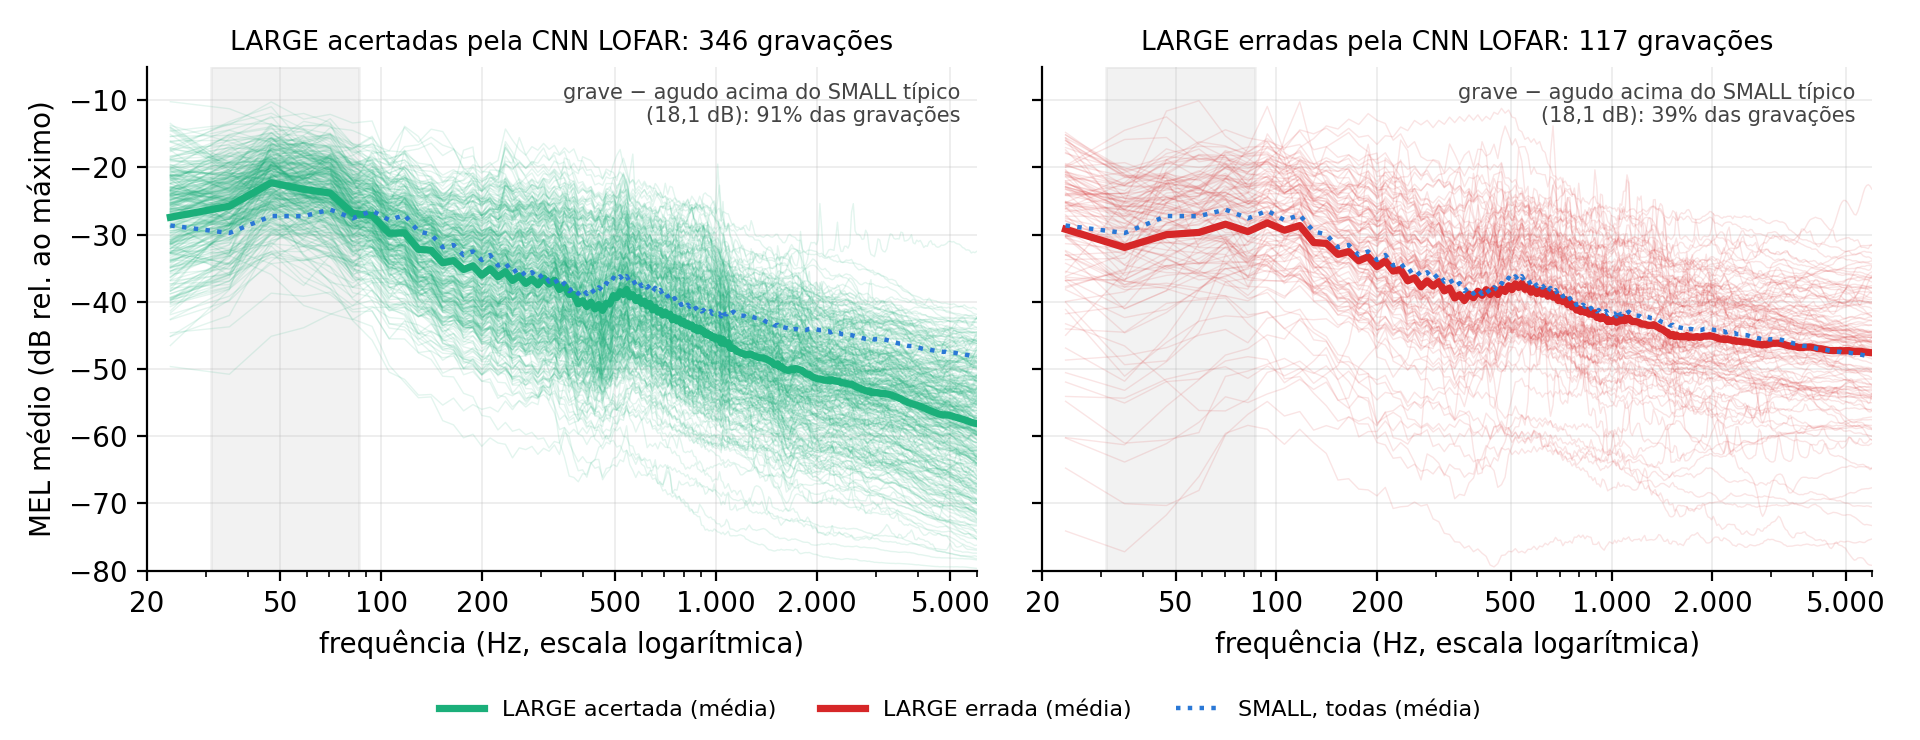 LARGE acertadas pela CNN LOFAR: 346 gravações
grave − agudo acima do SMALL típico
(18,1 dB): 91% das gravações
MEL médio (dB rel. ao máximo)
−10
−20
−30
−40
−50
−60
−70
−80
20 50 100 200 500 1.000 2.000 5.000
frequência (Hz, escala logarítmica)
LARGE erradas pela CNN LOFAR: 117 gravações
grave − agudo acima do SMALL típico
(18,1 dB): 39% das gravações
20 50 100 200 500 1.000 2.000 5.000
frequência (Hz, escala logarítmica)
LARGE acertada (média) LARGE errada (média) SMALL, todas (média)